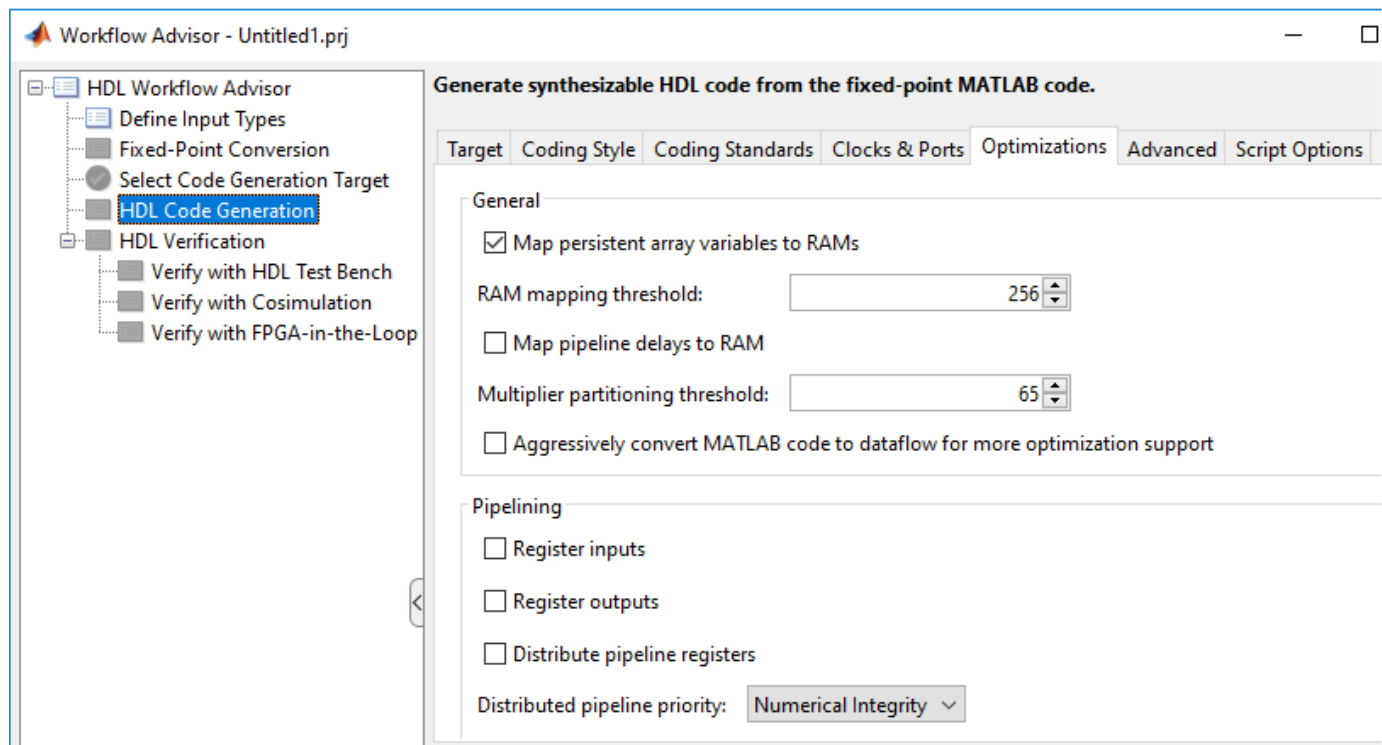 Workflow Advisor - Untitled1.prj
HDL Workflow Advisor
Define Input Types
Fixed-Point Conversion
Select Code Generation Target
HDL Code Generation
HDL Verification
Verify with HDL Test Bench
Verify with Cosimulation
Verify with FPGA-in-the-Loop
Generate synthesizable HDL code from the fixed-point MATLAB code.
Target Coding Style Coding Standards Clocks & Ports Optimizations Advanced Script Options
General
Map persistent array variables to RAMs
RAM mapping threshold: 256
Map pipeline delays to RAM
Multiplier partitioning threshold: 65
Aggressively convert MATLAB code to dataflow for more optimization support
Pipelining
Register inputs
Register outputs
Distribute pipeline registers
Distributed pipeline priority: Numerical Integrity